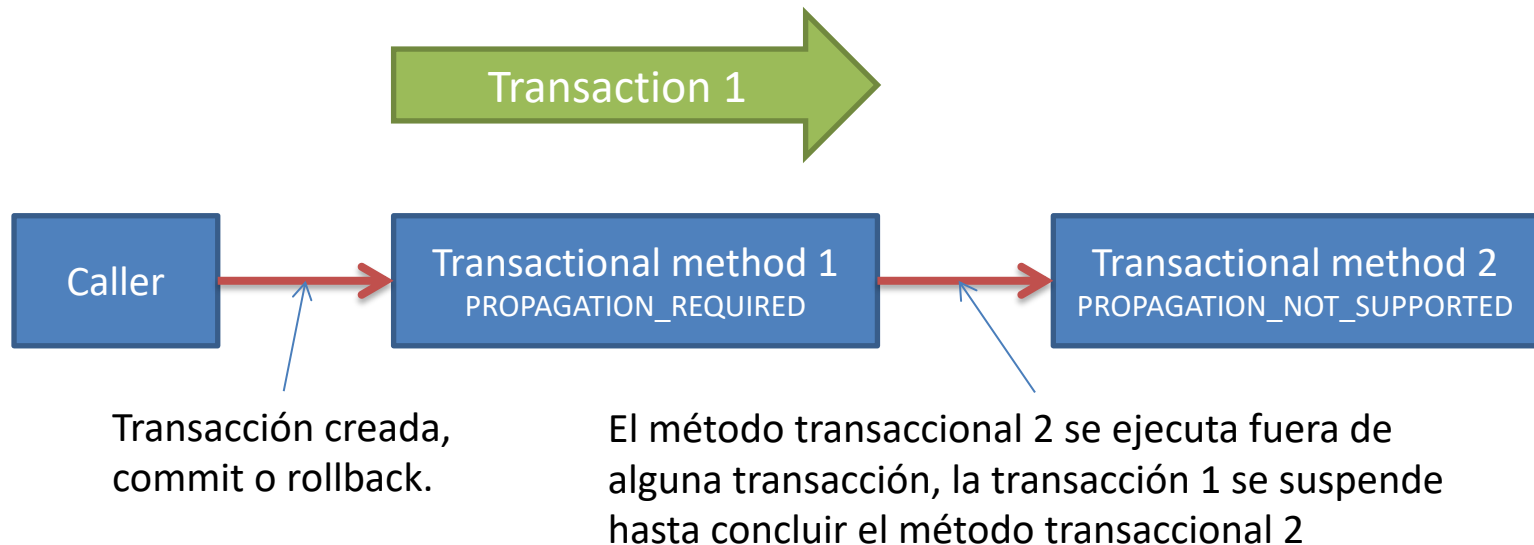 Transaction 1
Caller
Transactional method 1
PROPAGATION_REQUIRED
Transactional method 2
PROPAGATION_NOT_SUPPORTED
Transacción creada,
commit o rollback.
El método transaccional 2 se ejecuta fuera de
alguna transacción, la transacción 1 se suspende
hasta concluir el método transaccional 2